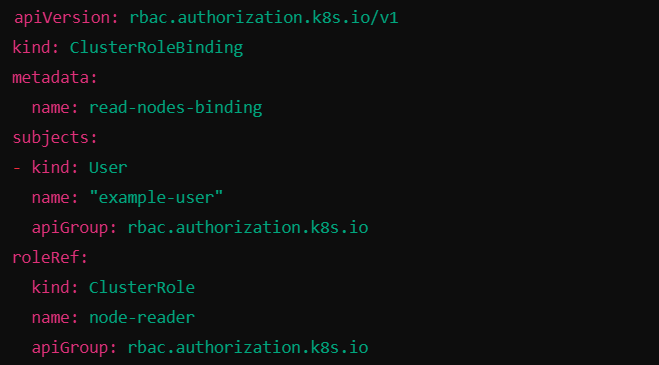 apiVersion: rbac.authorization.k8s.io/v1
kind: ClusterRoleBinding
metadata:
  name: read-nodes-binding
subjects:
- kind: User
  name: "example-user"
  apiGroup: rbac.authorization.k8s.io
roleRef:
  kind: ClusterRole
  name: node-reader
  apiGroup: rbac.authorization.k8s.io